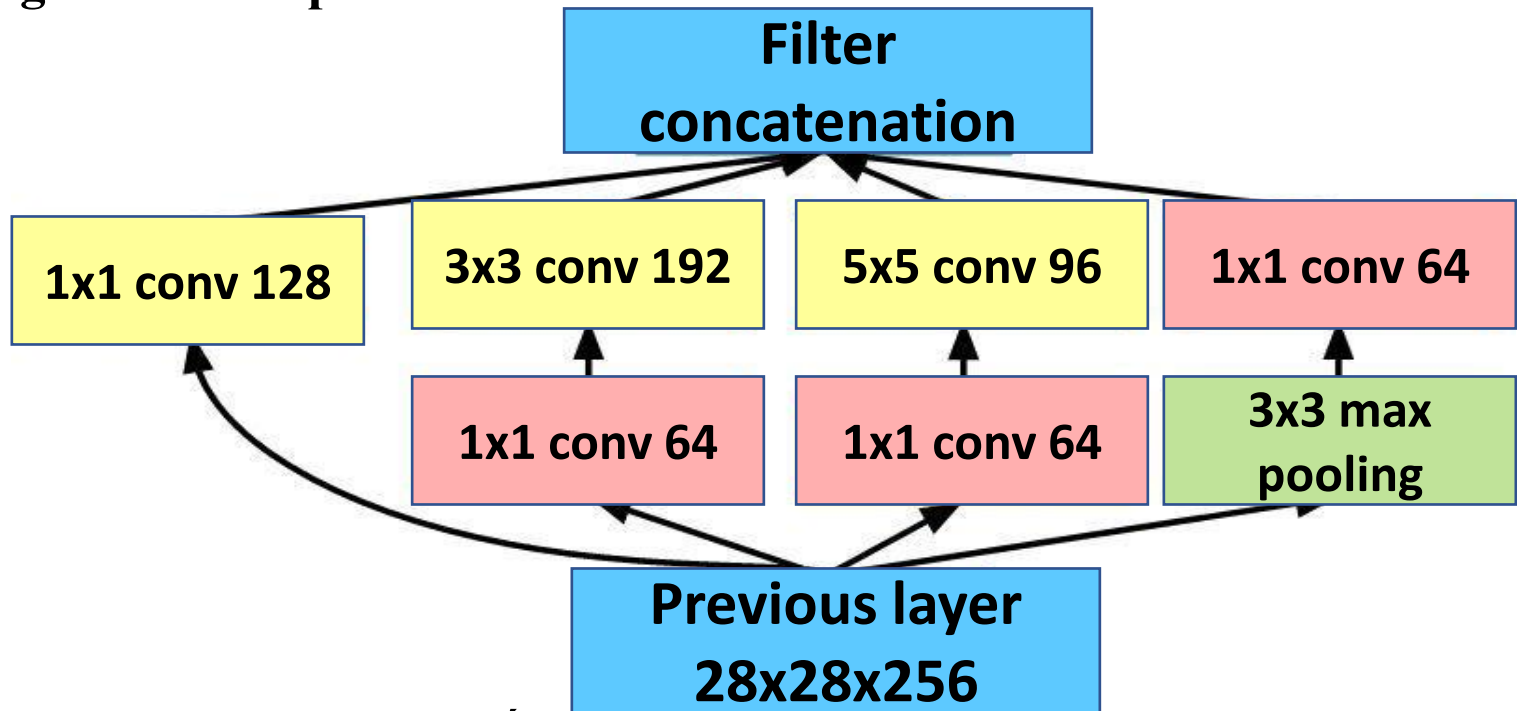 Filter
concatenation
1x1 conv 128
3x3 conv 192
5x5 conv 96
1x1 conv 64
1x1 conv 64
1x1 conv 64
3x3 max
pooling
Previous layer
28x28x256